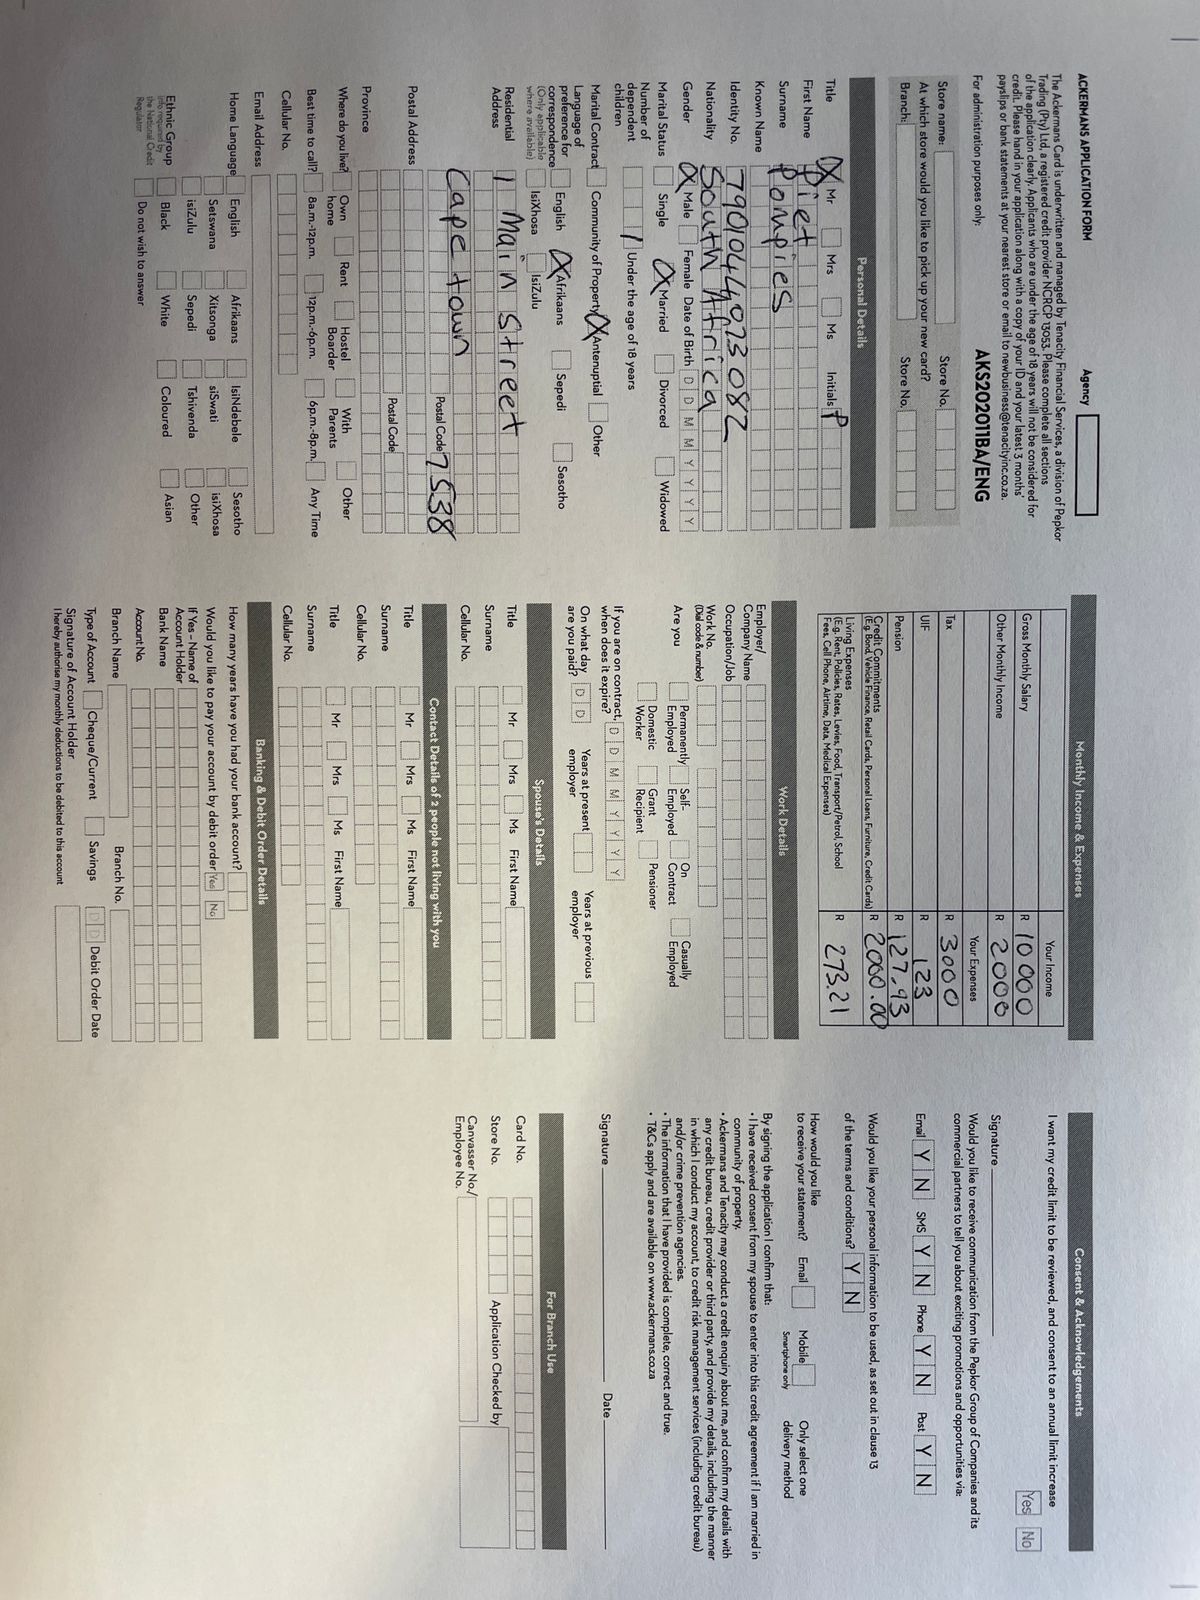 ACKERMANS APPLICATION FORM Agency
The Ackermans Card is underwritten and managed by Tenacity Financial Services, a division of Pepkor
Trading (Pty) Ltd, a registered credit provider NCRCP 13053. Please complete all sections
of the application clearly. Applicants who are under the age of 18 years will not be considered for
credit. Please hand in your application along with a copy of your ID and your latest 3 months'
payslips or bank statements at your nearest store or email to newbusiness@tenacityinc.co.za.
For administration purposes only: AKS202011BA/ENG
Store name: Store No.
At which store would you like to pick up your new card?
Branch: Store No.
Personal Details
Title X Mr Mrs Ms Initials P
First Name Piet
Surname Pompies
Known Name
Identity No. 7901044073082
Nationality South Africa
Gender X Male Female Date of Birth D D M M Y Y Y Y
Marital Status Single X Married Divorced Widowed
Number of
dependent
children 1 Under the age of 18 years
Marital Contract Community of Property X Antenuptial Other
Language of
preference for
correspondence English X Afrikaans Sepedi Sesotho
(Only applicable
where available) IsiXhosa IsiZulu
Residential
Address 1 Main Street
Cape town
Postal Code 7538
Postal Address
Postal Code
Province
Where do you live? Own home Rent Hostel Boarder With Parents Other
Best time to call? 8a.m.-12p.m. 12p.m.-6p.m. 6p.m.-8p.m. Any Time
Cellular No.
Email Address
Home Language English Afrikaans IsiNdebele Sesotho
Setswana Xitsonga siSwati isiXhosa
isiZulu Sepedi Tshivenda Other
Ethnic Group Black White Coloured Asian
Info required by
the National Credit
Regulator Do not wish to answer
Monthly Income & Expenses
Your Income
Gross Monthly Salary R 10 000
Other Monthly Income R 2000
Your Expenses
Tax R 3000
UIF R 123
Pension R 127.43
Credit Commitments
(E.g. Bond, Vehicle Finance, Retail Cards, Personal Loans, Furniture, Credit Cards) R 2000.00
Living Expenses
(E.g. Rent, Policies, Rates, Levies, Food, Transport/Petrol, School
Fees, Cell Phone, Airtime, Data, Medical Expenses) R 273.21
Work Details
Employer/
Company Name
Occupation/Job
Work No.
(Dial code & number)
Are you Permanently Employed Self-Employed On Contract Casually Employed
Domestic Worker Grant Recipient Pensioner
If you are on contract,
when does it expire? D D M M Y Y Y Y
On what day
are you paid? D D Years at present employer Years at previous employer
Spouse's Details
Title Mr Mrs Ms First Name
Surname
Cellular No.
Contact Details of 2 people not living with you
Title Mr Mrs Ms First Name
Surname
Cellular No.
Title Mr Mrs Ms First Name
Surname
Cellular No.
Banking & Debit Order Details
How many years have you had your bank account?
Would you like to pay your account by debit order Yes No
If Yes – Name of
Account Holder
Bank Name
Account No.
Branch Name Branch No.
Type of Account Cheque/Current Savings D D Debit Order Date
Signature of Account Holder
I hereby authorise my monthly deductions to be debited to this account
Consent & Acknowledgements
I want my credit limit to be reviewed, and consent to an annual limit increase
Yes No
Signature
Would you like to receive communication from the Pepkor Group of Companies and its
commercial partners to tell you about exciting promotions and opportunities via:
Email Y N SMS Y N Phone Y N Post Y N
Would you like your personal information to be used, as set out in clause 13
of the terms and conditions? Y N
How would you like
to receive your statement? Email Mobile Only select one
Smartphone only delivery method
By signing the application I confirm that:
• I have received consent from my spouse to enter into this credit agreement if I am married in
community of property.
• Ackermans and Tenacity may conduct a credit enquiry about me, and confirm my details with
any credit bureau, credit provider or third party, and provide my details, including the manner
in which I conduct my account, to credit risk management services (including credit bureau)
and/or crime prevention agencies.
• The information that I have provided is complete, correct and true.
• T&Cs apply and are available on www.ackermans.co.za
Signature Date
For Branch Use
Card No.
Store No. Application Checked by
Canvasser No./
Employee No.